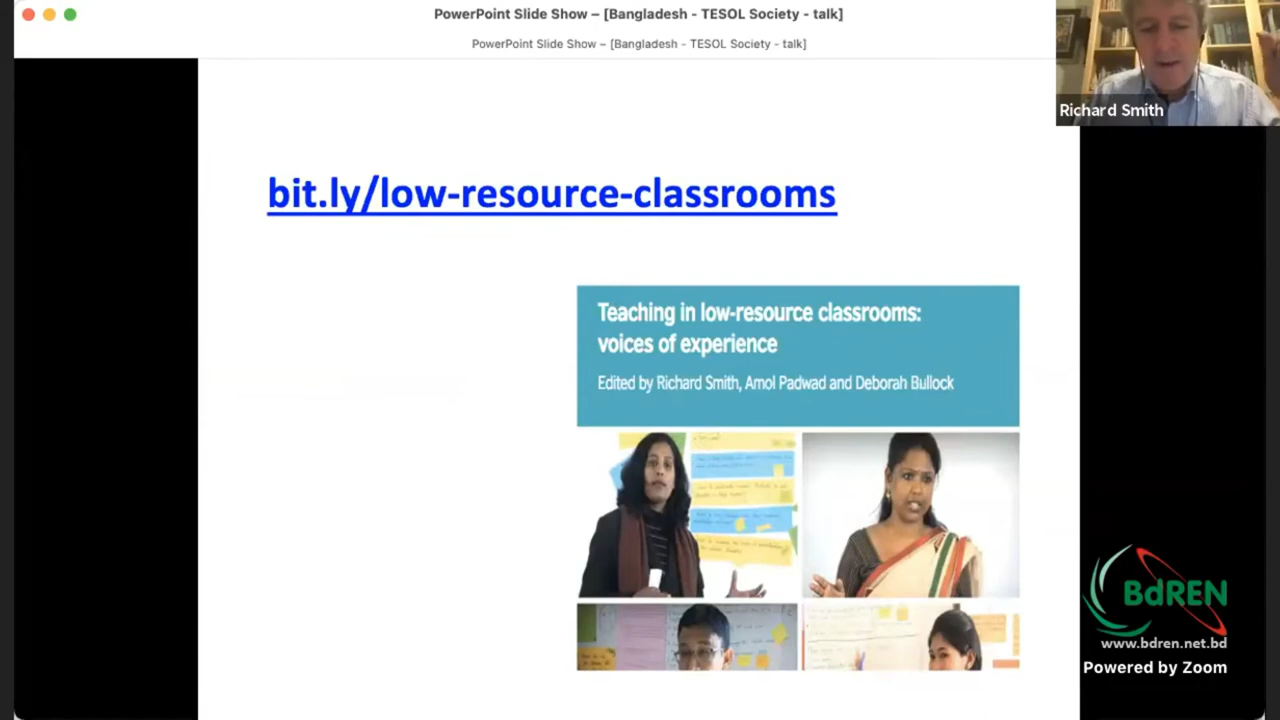 PowerPoint Slide Show – [Bangladesh - TESOL Society - talk]
PowerPoint Slide Show – [Bangladesh - TESOL Society - talk]
Richard Smith
bit.ly/low-resource-classrooms
Teaching in low-resource classrooms:
voices of experience
Edited by Richard Smith, Amol Padwad and Deborah Bullock
BdREN
www.bdren.net.bd
Powered by Zoom